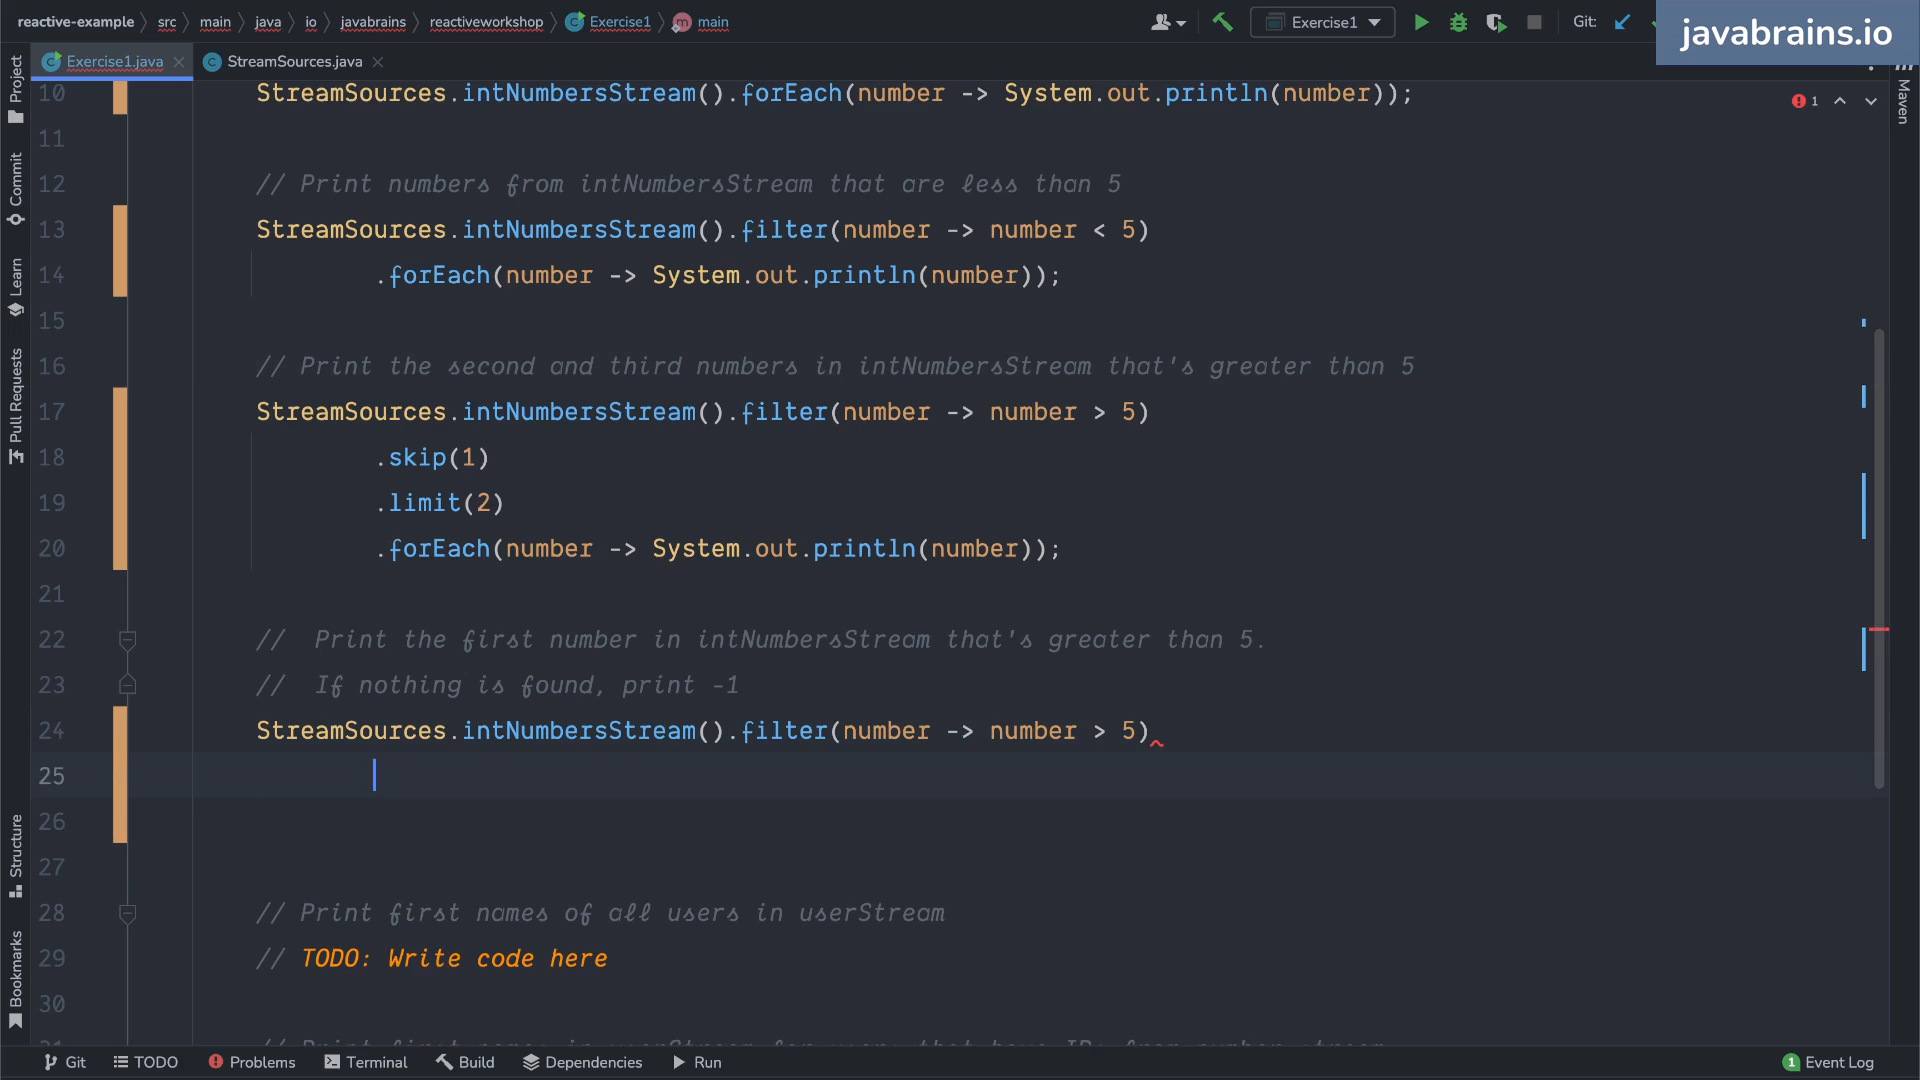 reactive-example src main java io javabrains reactiveworkshop Exercise1 main
Exercise1
Git:
javabrains.io
Exercise1.java
StreamSources.java
1
10 StreamSources.intNumbersStream().forEach(number -> System.out.println(number));
11
12 // Print numbers from intNumbersStream that are less than 5
13 StreamSources.intNumbersStream().filter(number -> number < 5)
14 .forEach(number -> System.out.println(number));
15
16 // Print the second and third numbers in intNumbersStream that's greater than 5
17 StreamSources.intNumbersStream().filter(number -> number > 5)
18 .skip(1)
19 .limit(2)
20 .forEach(number -> System.out.println(number));
21
22 //  Print the first number in intNumbersStream that's greater than 5.
23 //  If nothing is found, print -1
24 StreamSources.intNumbersStream().filter(number -> number > 5)
25
26
27
28 // Print first names of all users in userStream
29 // TODO: Write code here
30
Project
Commit
Learn
Pull Requests
Structure
Bookmarks
Maven
Git TODO Problems Terminal Build Dependencies Run
1 Event Log